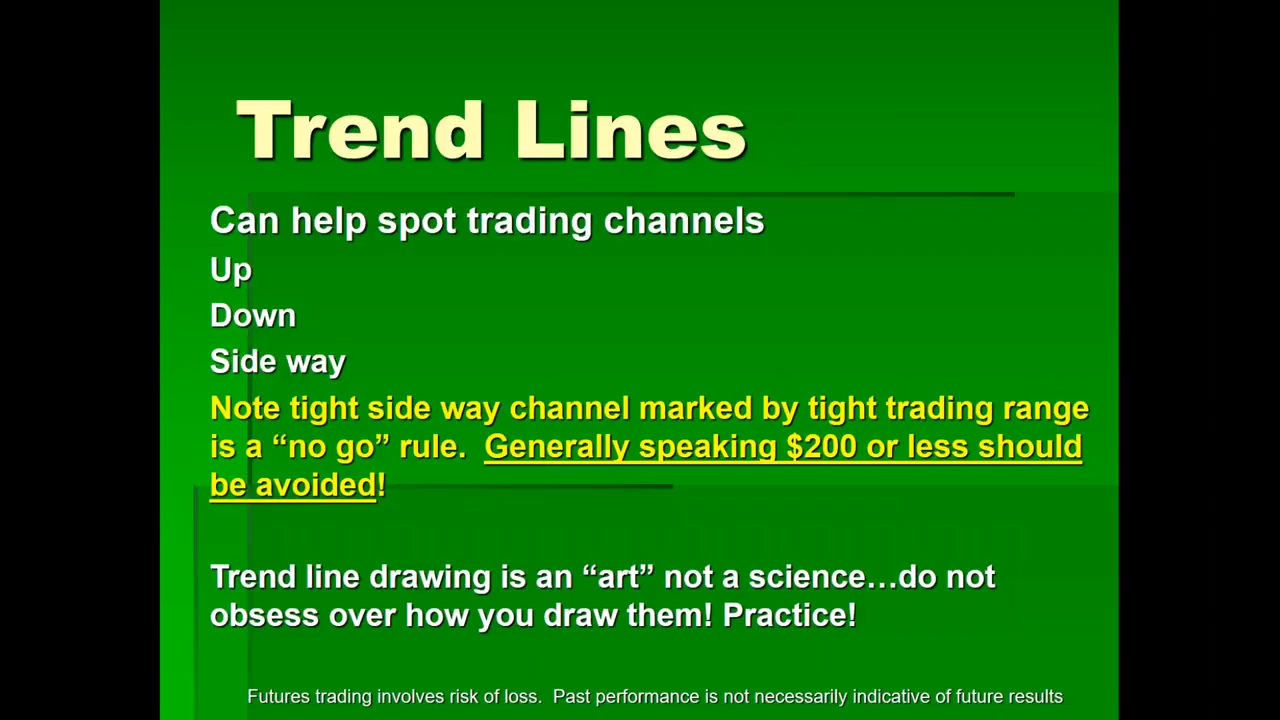 Trend Lines
Can help spot trading channels
Up
Down
Side way
Note tight side way channel marked by tight trading range
is a “no go” rule.  Generally speaking $200 or less should
be avoided!
Trend line drawing is an “art” not a science…do not
obsess over how you draw them! Practice!
Futures trading involves risk of loss.  Past performance is not necessarily indicative of future results